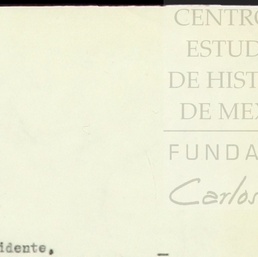 CENTRO
ESTUD
DE HIST
DE MEX
FUNDA
Carlos
idente,